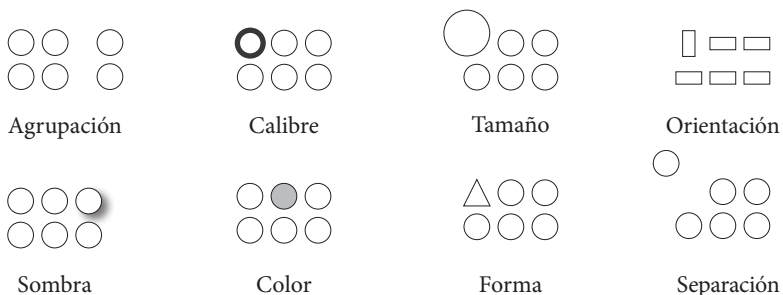 Agrupación Calibre Tamaño Orientación
Sombra Color Forma Separación